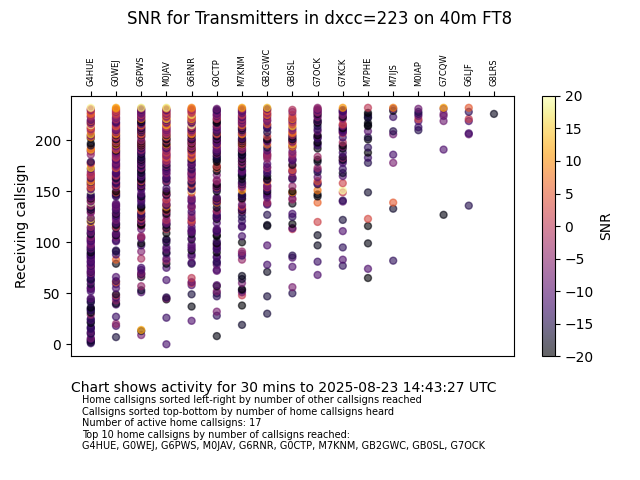 SNR for Transmitters in dxcc=223 on 40m FT8
G4HUE G0WEJ G6PWS M0JAV G6RNR G0CTP M7KNM GB2GWC GB0SL G7OCK G7KCK M7PHE M7IJS M0IAP G7CQW G6LJF G8LRS
Receiving callsign
200
150
100
50
0
20
15
10
5
0
−5
−10
−15
−20
SNR
Chart shows activity for 30 mins to 2025-08-23 14:43:27 UTC
Home callsigns sorted left-right by number of other callsigns reached
Callsigns sorted top-bottom by number of home callsigns heard
Number of active home callsigns: 17
Top 10 home callsigns by number of callsigns reached:
G4HUE, G0WEJ, G6PWS, M0JAV, G6RNR, G0CTP, M7KNM, GB2GWC, GB0SL, G7OCK